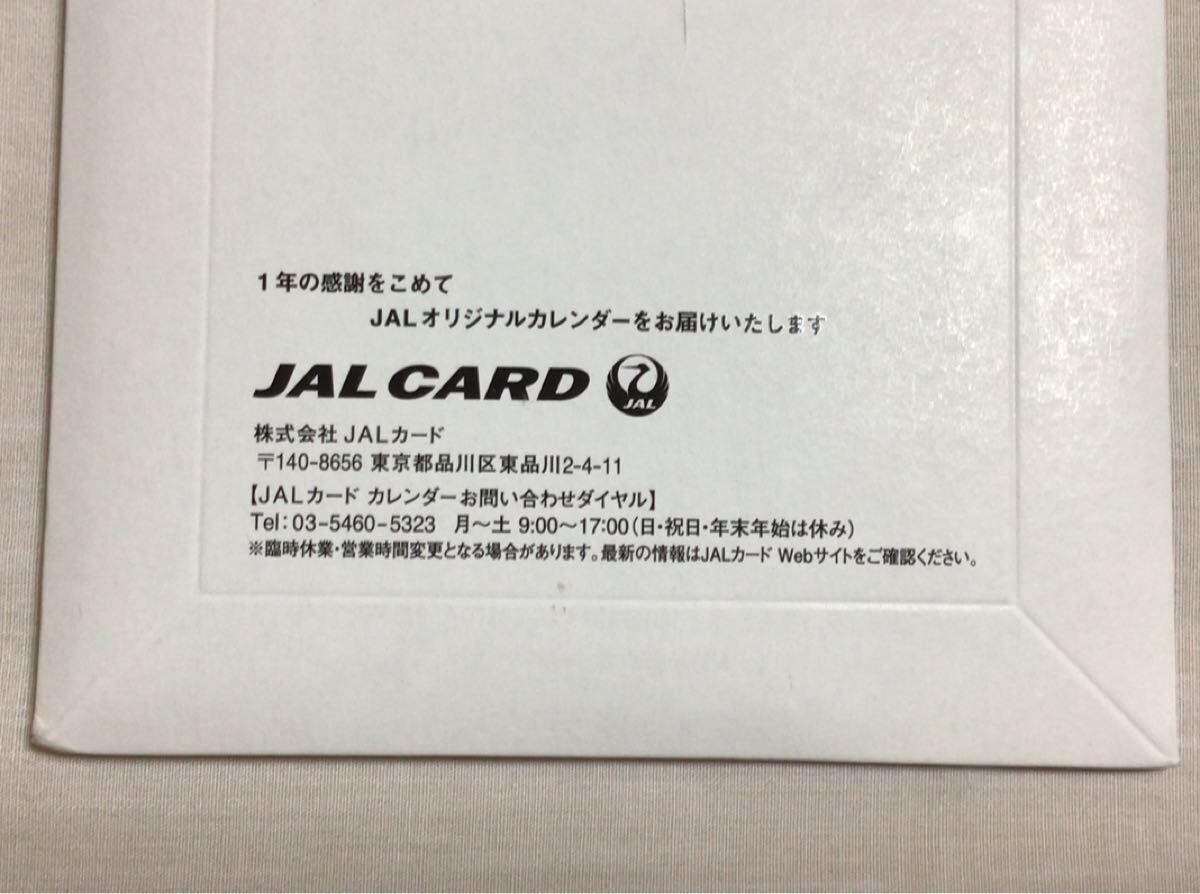 1年の感謝をこめて
JALオリジナルカレンダーをお届けいたします
JAL CARD JAL
株式会社 JALカード
〒140-8656 東京都品川区東品川2-4-11
【JALカード カレンダーお問い合わせダイヤル】
Tel:03-5460-5323 月〜土 9:00〜17:00(日・祝日・年末年始は休み)
※臨時休業・営業時間変更となる場合があります。最新の情報はJALカード Webサイトをご確認ください。